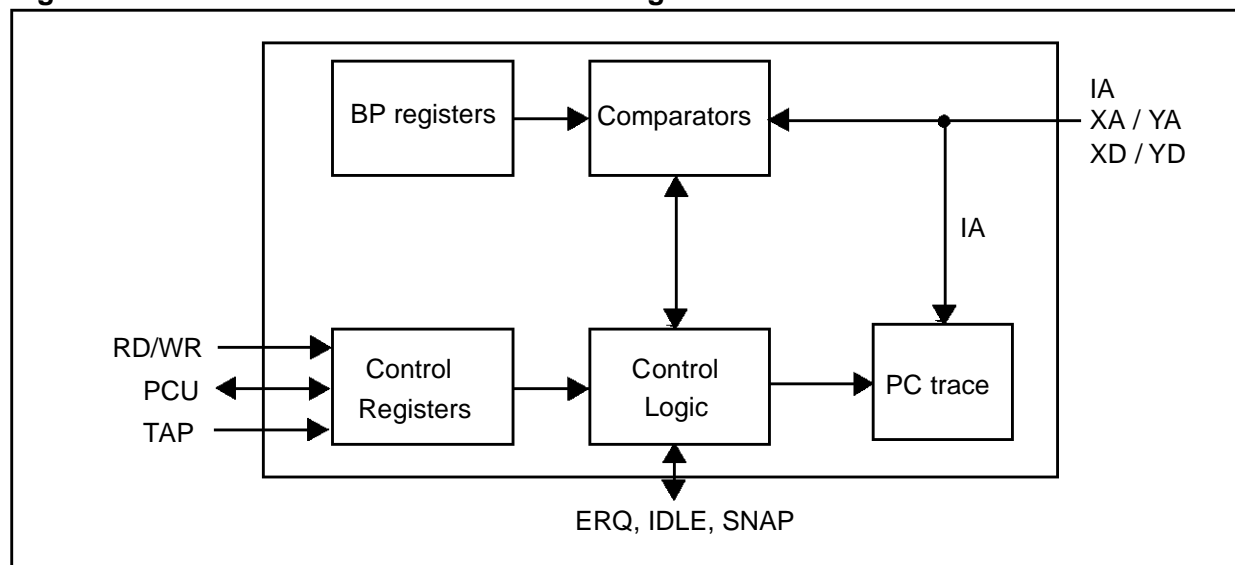 BP registers
Comparators
IA
XA / YA
XD / YD
IA
RD/WR
PCU
TAP
Control
Registers
Control
Logic
PC trace
ERQ, IDLE, SNAP